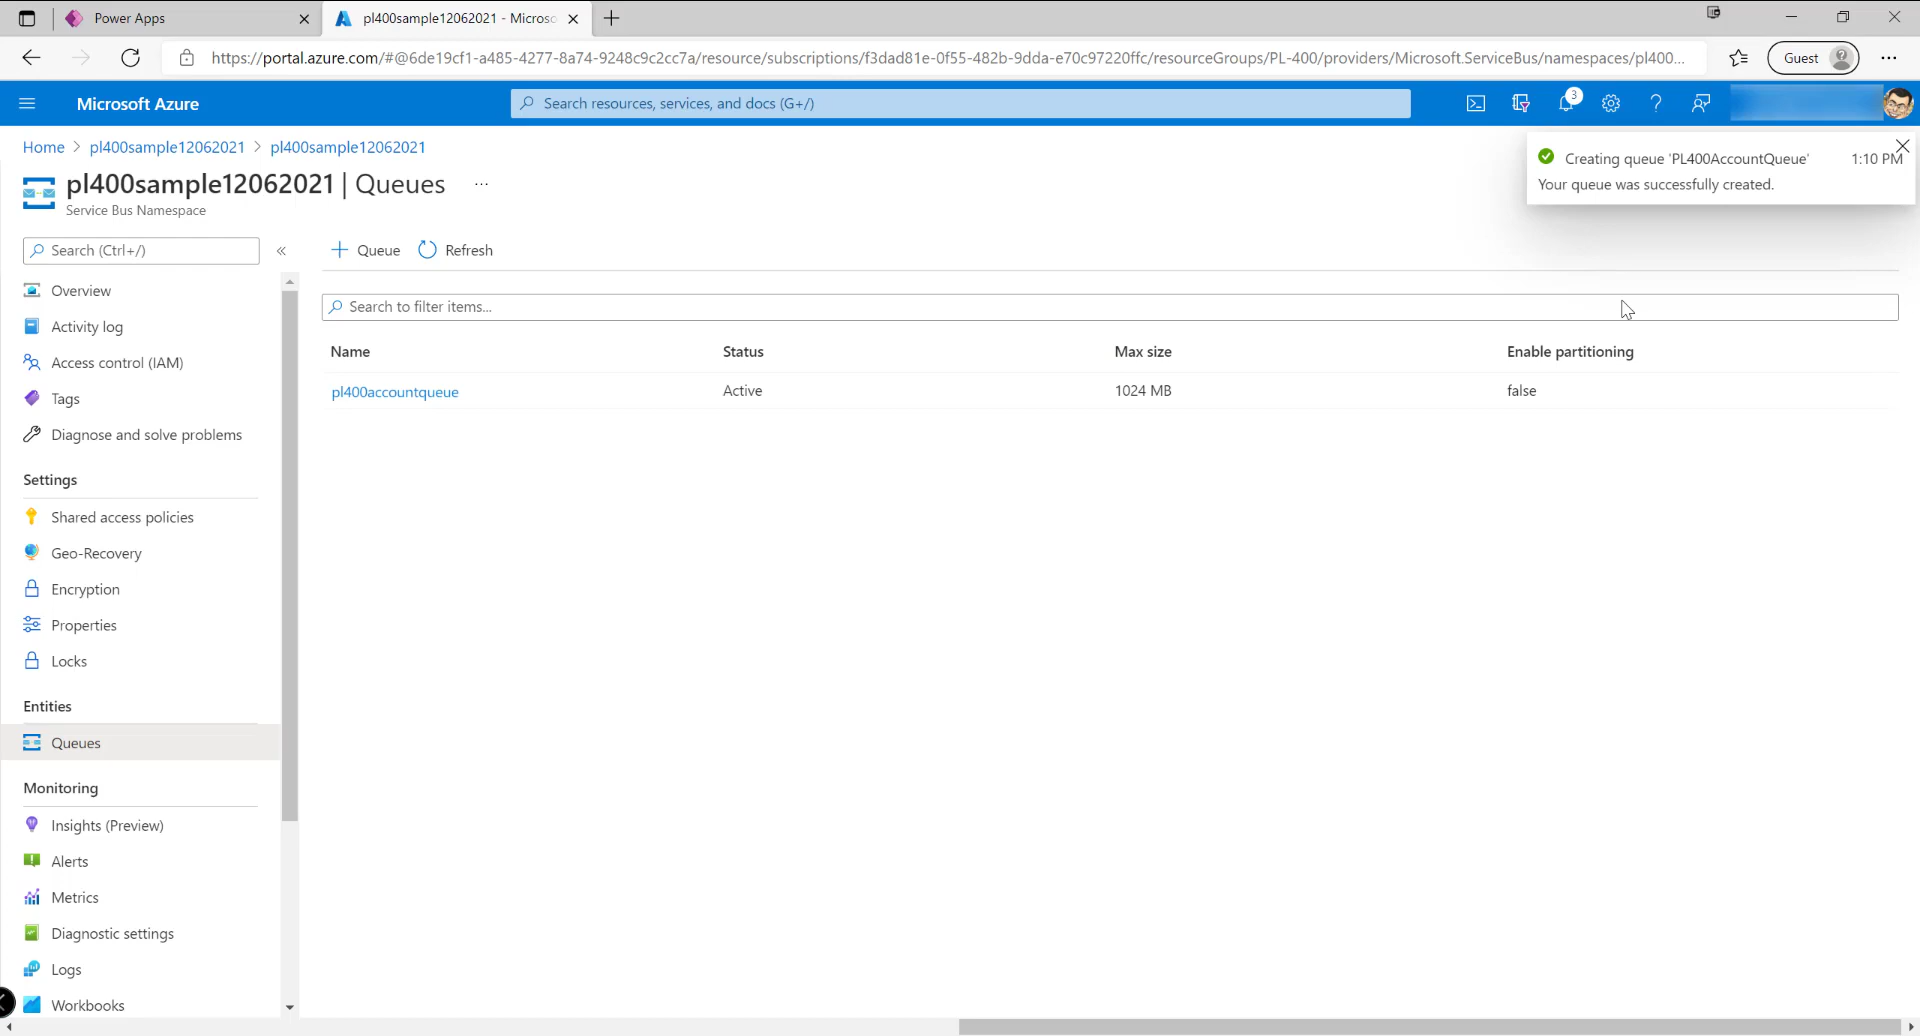 Power Apps
pl400sample12062021 - Microso
https://portal.azure.com/#@6de19cf1-a485-4277-8a74-9248c9c2cc7a/resource/subscriptions/f3dad81e-0f55-482b-9dda-e70c97220ffc/resourceGroups/PL-400/providers/Microsoft.ServiceBus/namespaces/pl400...
Guest
Microsoft Azure
Search resources, services, and docs (G+/)
3
Home > pl400sample12062021 > pl400sample12062021
Creating queue 'PL400AccountQueue' 1:10 PM
Your queue was successfully created.
pl400sample12062021 | Queues ...
Service Bus Namespace
Search (Ctrl+/)
«
Queue
Refresh
Overview
Activity log
Access control (IAM)
Tags
Diagnose and solve problems
Settings
Shared access policies
Geo-Recovery
Encryption
Properties
Locks
Entities
Queues
Monitoring
Insights (Preview)
Alerts
Metrics
Diagnostic settings
Logs
Workbooks
Search to filter items...
Name Status Max size Enable partitioning
pl400accountqueue Active 1024 MB false